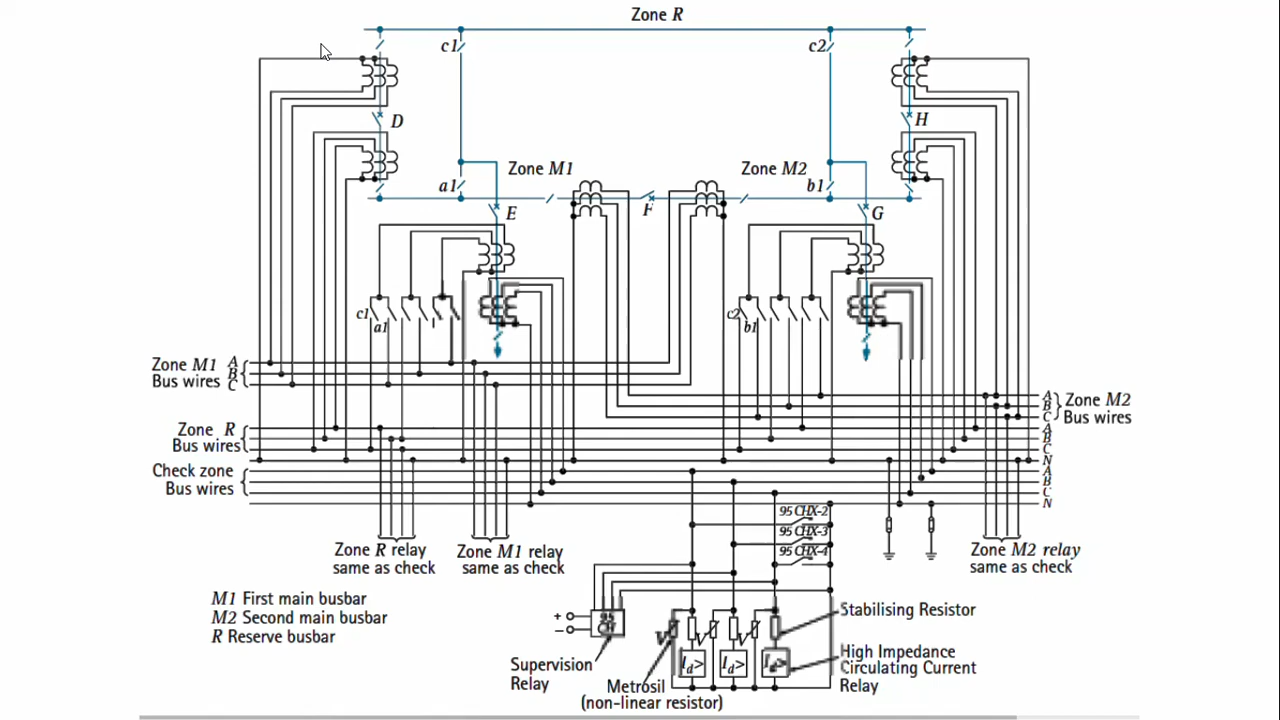 Zone R
c1
c2
D
H
Zone M1
Zone M2
a1
b1
E
F
G
c1
a1
c2
b1
Zone M1
Bus wires
A
B
C
A
B
C
Zone M2
Bus wires
Zone R
Bus wires
A
B
C
N
Check zone
Bus wires
A
B
C
N
95 CHX-2
95 CHX-3
95 CHX-4
Zone R relay
same as check
Zone M1 relay
same as check
Zone M2 relay
same as check
M1 First main busbar
M2 Second main busbar
R Reserve busbar
+
−
Supervision
Relay
V
V
V
Id>
Id>
Id>
Metrosil
(non-linear resistor)
Stabilising Resistor
High Impedance
Circulating Current
Relay